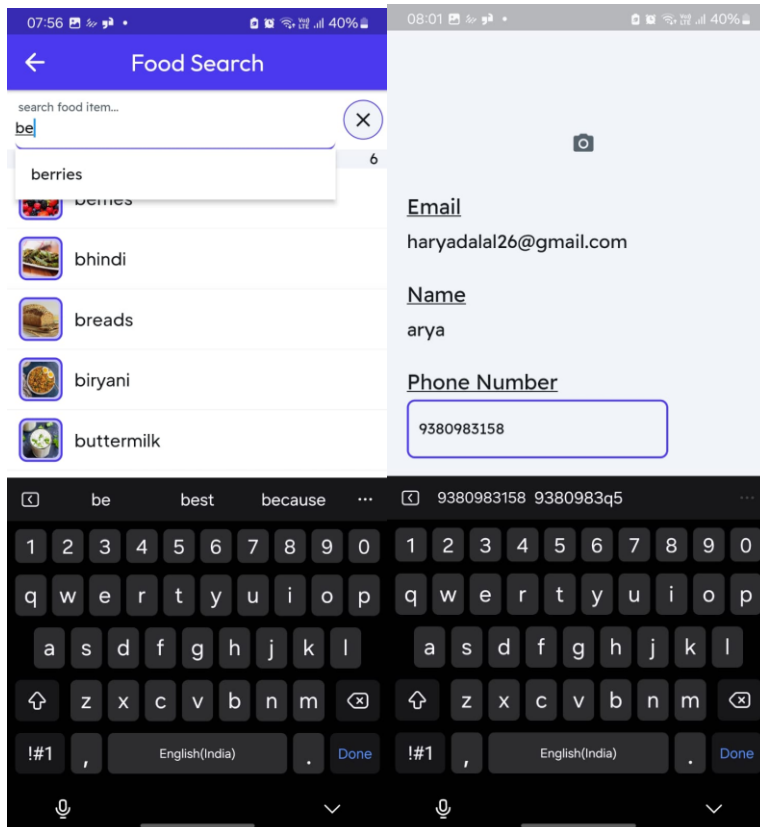 07:56 40%
Food Search
search food item...
be
6
berries
berries
bhindi
breads
biryani
buttermilk
be best because ...
1 2 3 4 5 6 7 8 9 0
q w e r t y u i o p
a s d f g h j k l
z x c v b n m
!#1 , English(India) . Done
08:01 40%
Email
haryadalal26@gmail.com
Name
arya
Phone Number
9380983158
9380983158 9380983q5 ...
1 2 3 4 5 6 7 8 9 0
q w e r t y u i o p
a s d f g h j k l
z x c v b n m
!#1 , English(India) . Done